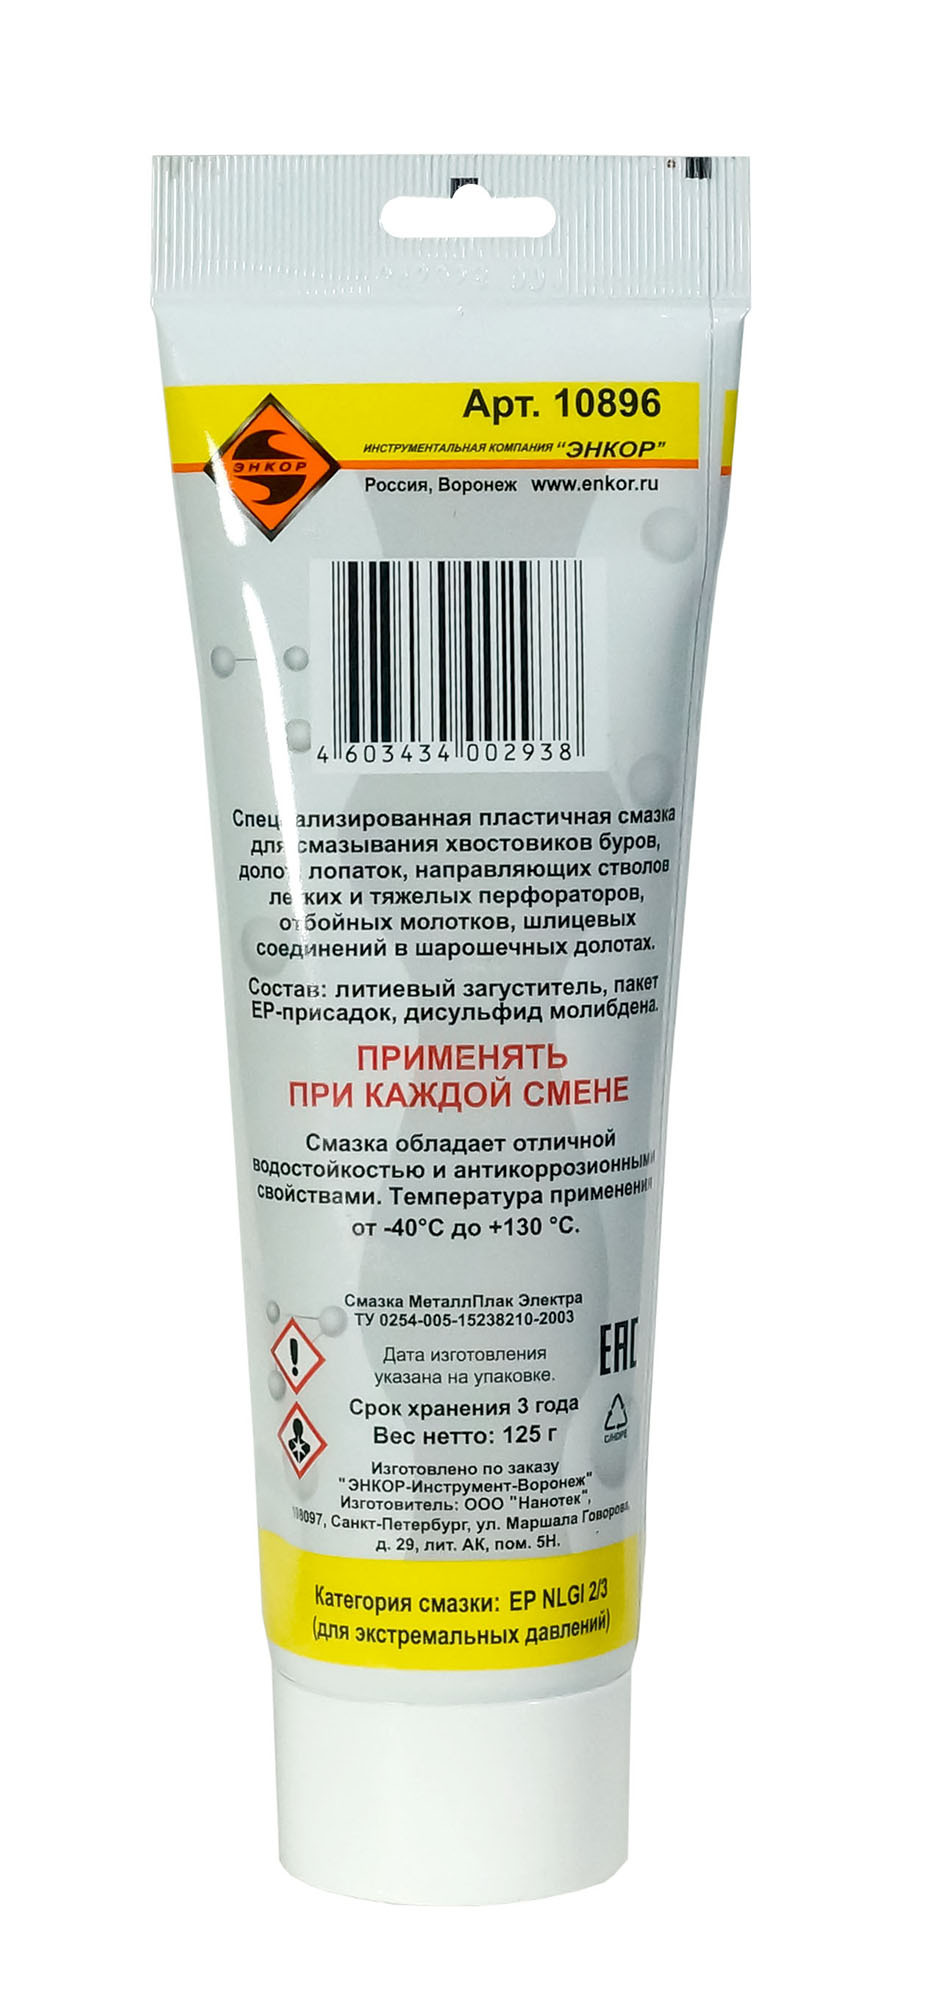 Арт. 10896
ЭНКОР
ИНСТРУМЕНТАЛЬНАЯ КОМПАНИЯ "ЭНКОР"
Россия, Воронеж www.enkor.ru
4 603434 002938
Специализированная пластичная смазка
для смазывания хвостовиков буров,
долот, лопаток, направляющих стволов
легких и тяжелых перфораторов,
отбойных молотков, шлицевых
соединений в шарошечных долотах.
Состав: литиевый загуститель, пакет
EP-присадок, дисульфид молибдена.
ПРИМЕНЯТЬ
ПРИ КАЖДОЙ СМЕНЕ
Смазка обладает отличной
водостойкостью и антикоррозионными
свойствами. Температура применения
от -40°С до +130 °С.
Смазка МеталлПлак Электра
ТУ 0254-005-15238210-2003
EAC
Дата изготовления
указана на упаковке.
Срок хранения 3 года
Вес нетто: 125 г
C/HDPE
Изготовлено по заказу
"ЭНКОР-Инструмент-Воронеж"
Изготовитель: ООО "Нанотек",
198097, Санкт-Петербург, ул. Маршала Говорова,
д. 29, лит. АК, пом. 5Н.
Категория смазки: EP NLGI 2/3
(для экстремальных давлений)